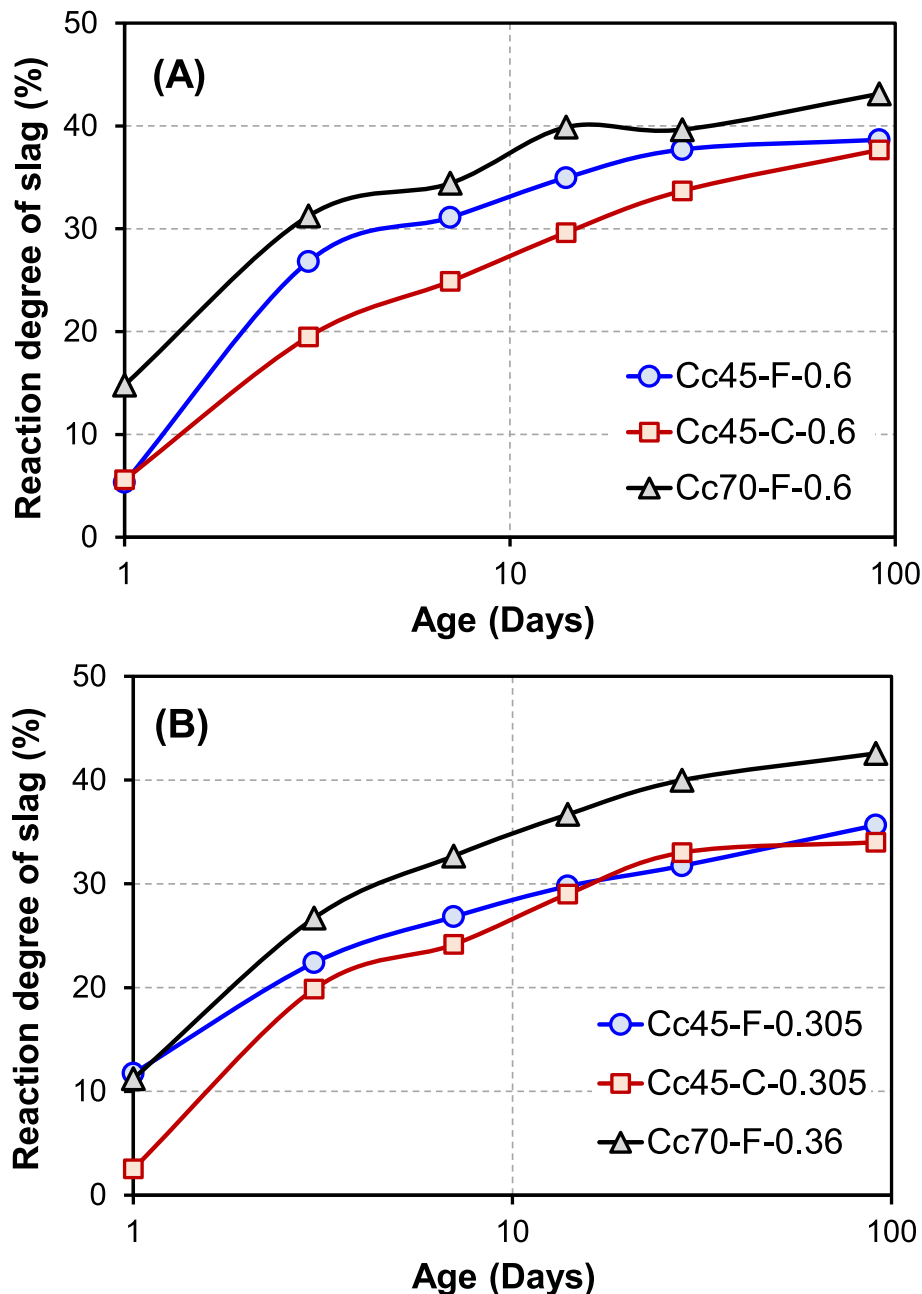 (A)
Reaction degree of slag (%)
50
40
30
20
10
0
Cc45-F-0.6
Cc45-C-0.6
Cc70-F-0.6
1
10
100
Age (Days)
(B)
Reaction degree of slag (%)
50
40
30
20
10
0
Cc45-F-0.305
Cc45-C-0.305
Cc70-F-0.36
1
10
100
Age (Days)